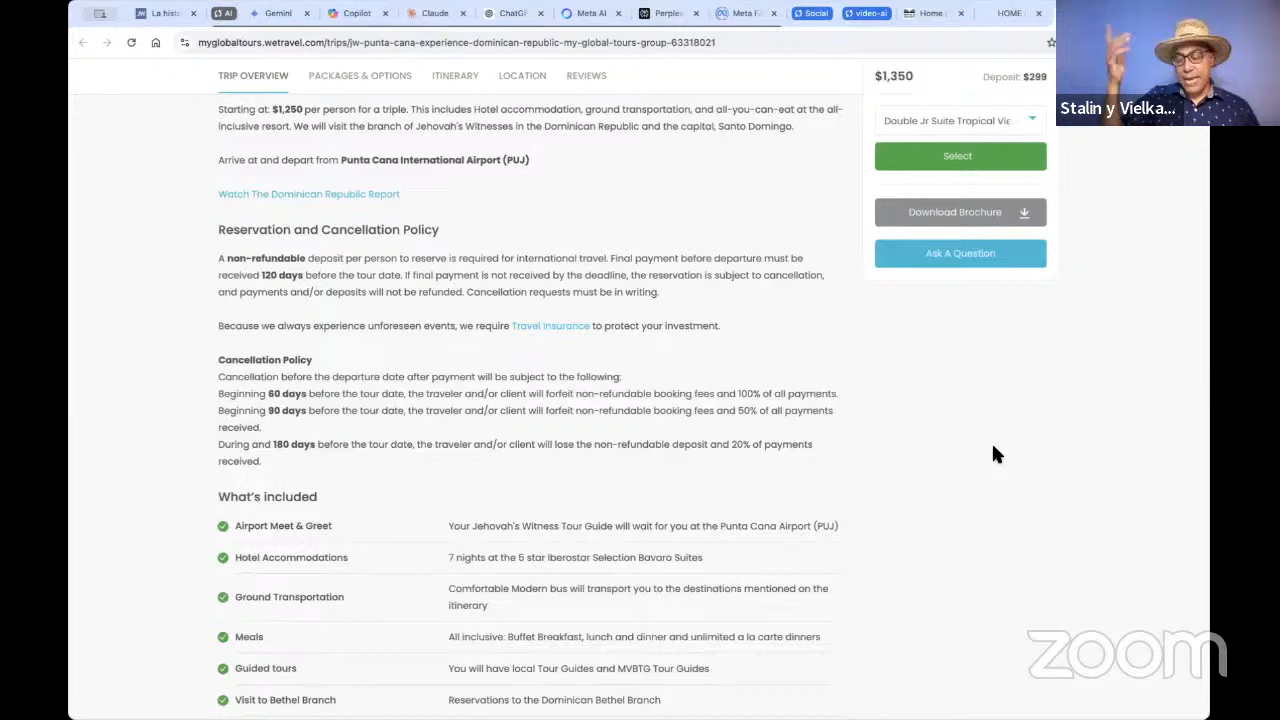 La histo
AI
Gemini
Copilot
Claude
ChatGF
Meta AI
Perplex
Meta Fa
Social
video-ai
Home
HOME
myglobaltours.wetravel.com/trips/jw-punta-cana-experience-dominican-republic-my-global-tours-group-63318021
TRIP OVERVIEW PACKAGES & OPTIONS ITINERARY LOCATION REVIEWS
$1,350 Deposit: $299
Stalin y Vielka...
Starting at: $1,250 per person for a triple. This includes Hotel accommodation, ground transportation, and all-you-can-eat at the all-
inclusive resort. We will visit the branch of Jehovah's Witnesses in the Dominican Republic and the capital, Santo Domingo.
Double Jr Suite Tropical Vie
Select
Arrive at and depart from Punta Cana International Airport (PUJ)
Watch The Dominican Republic Report
Download Brochure
Reservation and Cancellation Policy
Ask A Question
A non-refundable deposit per person to reserve is required for international travel. Final payment before departure must be
received 120 days before the tour date. If final payment is not received by the deadline, the reservation is subject to cancellation,
and payments and/or deposits will not be refunded. Cancellation requests must be in writing.
Because we always experience unforeseen events, we require Travel Insurance to protect your investment.
Cancellation Policy
Cancellation before the departure date after payment will be subject to the following:
Beginning 60 days before the tour date, the traveler and/or client will forfeit non-refundable booking fees and 100% of all payments.
Beginning 90 days before the tour date, the traveler and/or client will forfeit non-refundable booking fees and 50% of all payments
received.
During and 180 days before the tour date, the traveler and/or client will lose the non-refundable deposit and 20% of payments
received.
What's included
Airport Meet & Greet Your Jehovah's Witness Tour Guide will wait for you at the Punta Cana Airport (PUJ)
Hotel Accommodations 7 nights at the 5 star Iberostar Selection Bavaro Suites
Ground Transportation Comfortable Modern bus will transport you to the destinations mentioned on the
itinerary
Meals All inclusive: Buffet Breakfast, lunch and dinner and unlimited a la carte dinners
Guided tours You will have local Tour Guides and MVBTG Tour Guides
Visit to Bethel Branch Reservations to the Dominican Bethel Branch
zoom